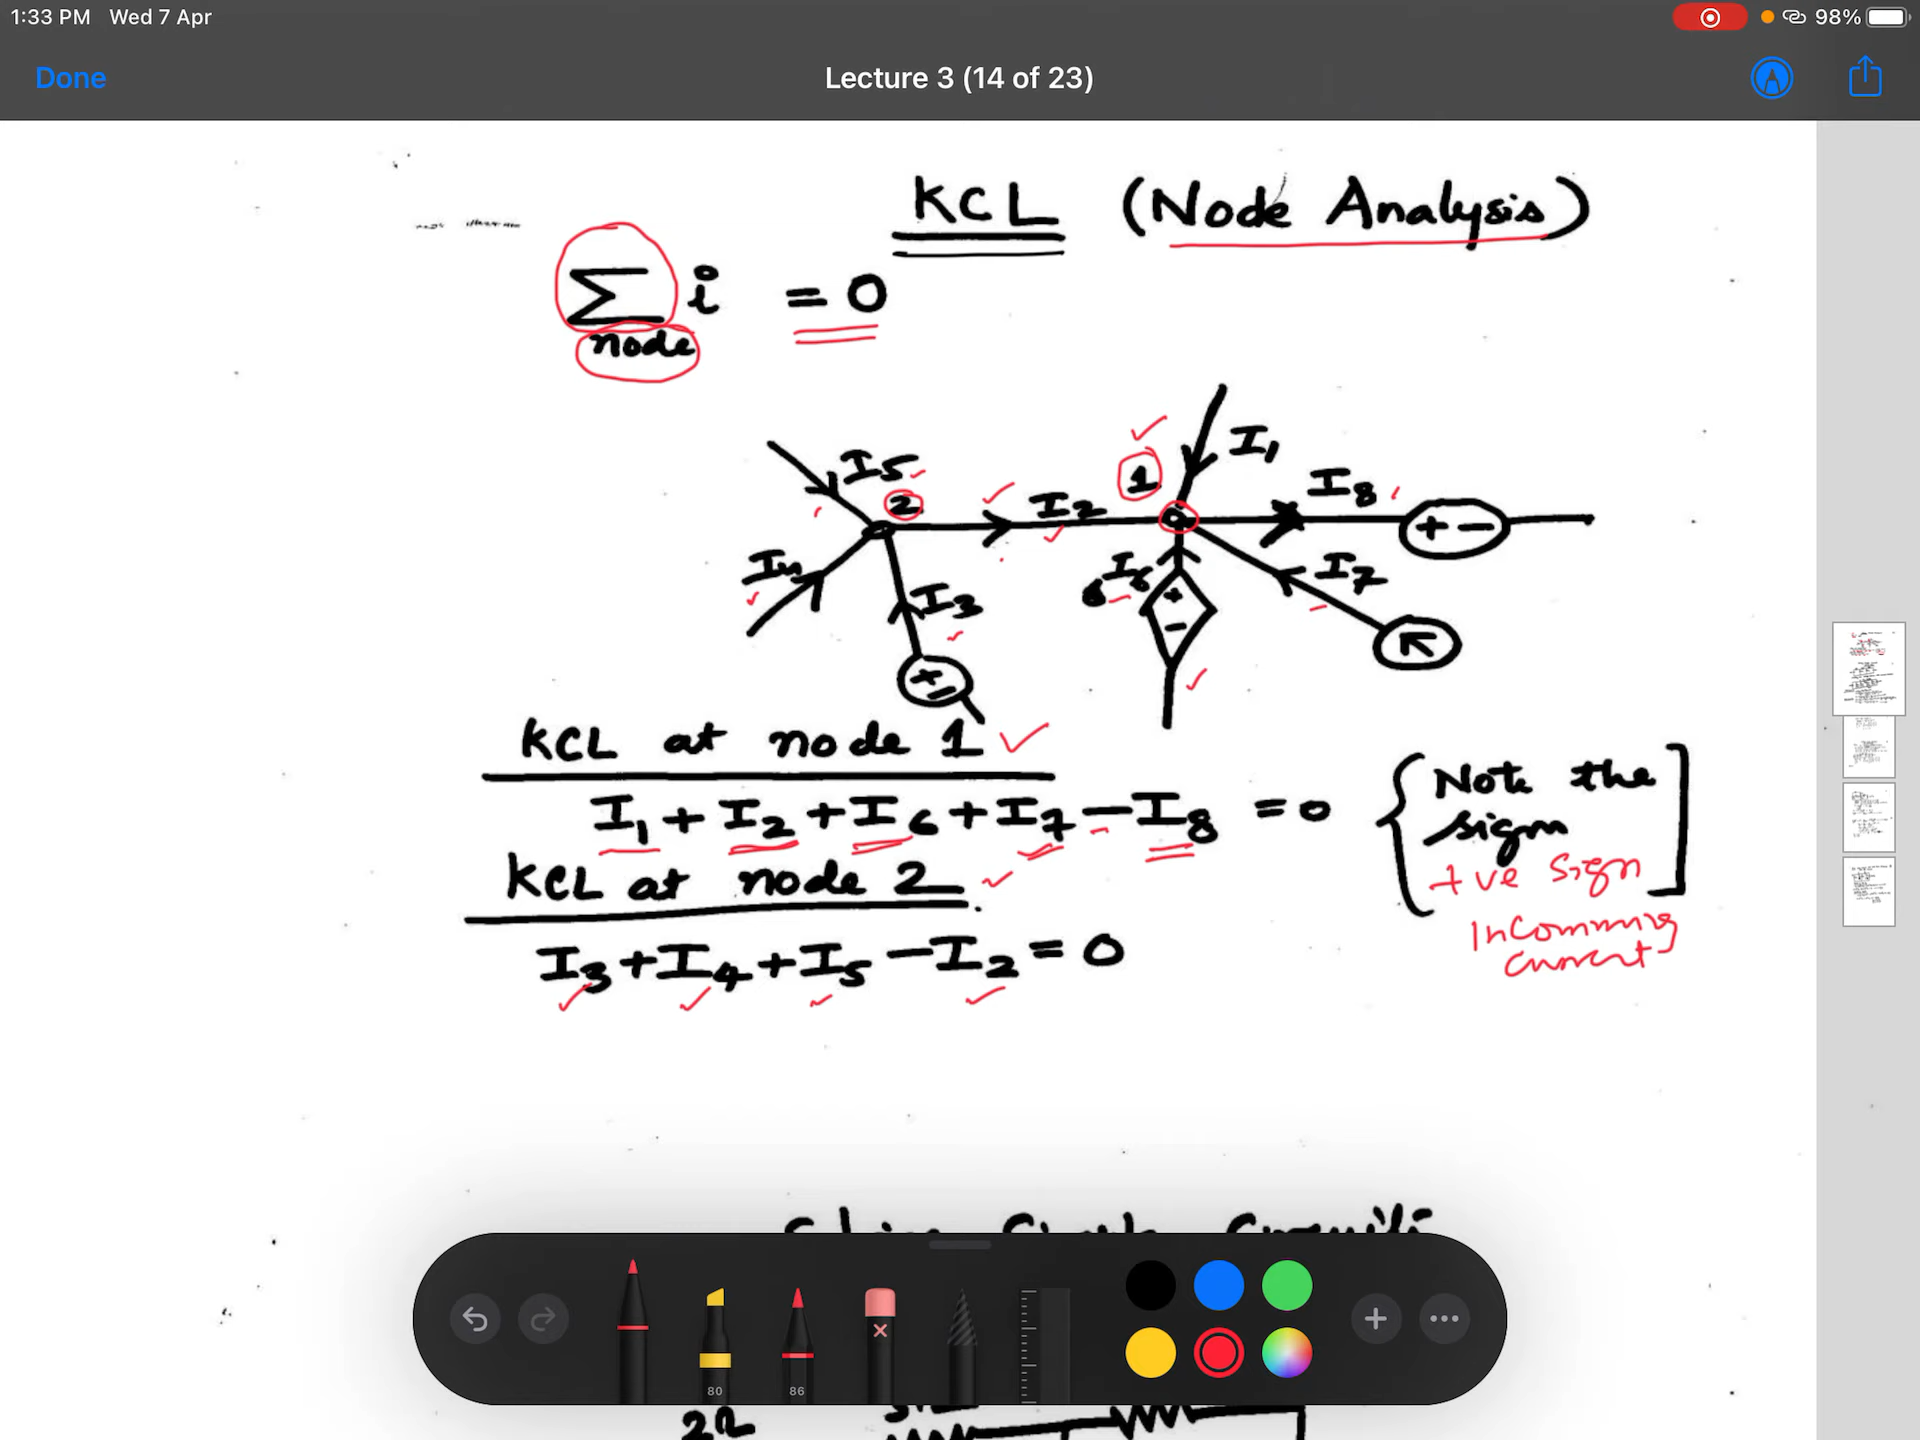 1:33 PM Wed 7 Apr
98%
Done
Lecture 3 (14 of 23)
KCL (Node Analysis)
Σ i = 0
node
I1
I5
1
I8
2
I2
+ -
I4
I6
I7
I3
+
-
+
-
KCL at node 1
I1 + I2 + I6 + I7 - I8 = 0
{ Note the
sign ]
+ve sign
incomming
current
KCL at node 2
I3 + I4 + I5 - I2 = 0
80
86
2Ω